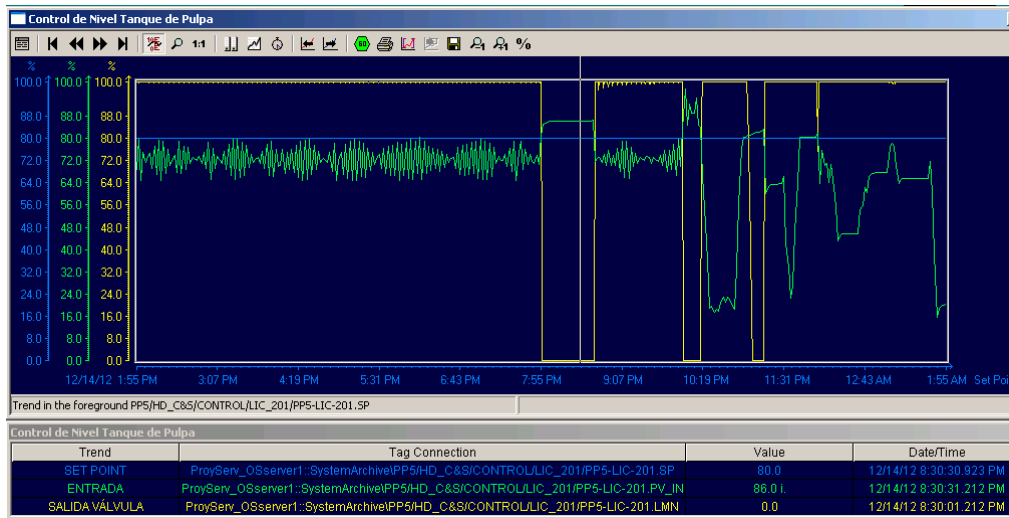 Control de Nivel Tanque de Pulpa
1:1 %
% % %
100.0 100.0 100.0
88.0 88.0 88.0
80.0 80.0 80.0
72.0 72.0 72.0
64.0 64.0 64.0
56.0 56.0 56.0
48.0 48.0 48.0
40.0 40.0 40.0
32.0 32.0 32.0
24.0 24.0 24.0
16.0 16.0 16.0
8.0 8.0 8.0
0.0 0.0 0.0
12/14/12 1:55 PM 3:07 PM 4:19 PM 5:31 PM 6:43 PM 7:55 PM 9:07 PM 10:19 PM 11:31 PM 12:43 AM 1:55 AM Set Poi
Trend in the foreground PP5/HD_C&S/CONTROL/LIC_201/PP5-LIC-201.SP
Control de Nivel Tanque de Pulpa
Trend Tag Connection Value Date/Time
SET POINT ProyServ_OSserver1::SystemArchive\PP5/HD_C&S/CONTROL/LIC_201/PP5-LIC-201.SP 80.0 12/14/12 8:30:30.923 PM
ENTRADA ProyServ_OSserver1::SystemArchive\PP5/HD_C&S/CONTROL/LIC_201/PP5-LIC-201.PV_IN 86.0 i. 12/14/12 8:30:31.212 PM
SALIDA VÁLVULA ProyServ_OSserver1::SystemArchive\PP5/HD_C&S/CONTROL/LIC_201/PP5-LIC-201.LMN 0.0 12/14/12 8:30:01.212 PM